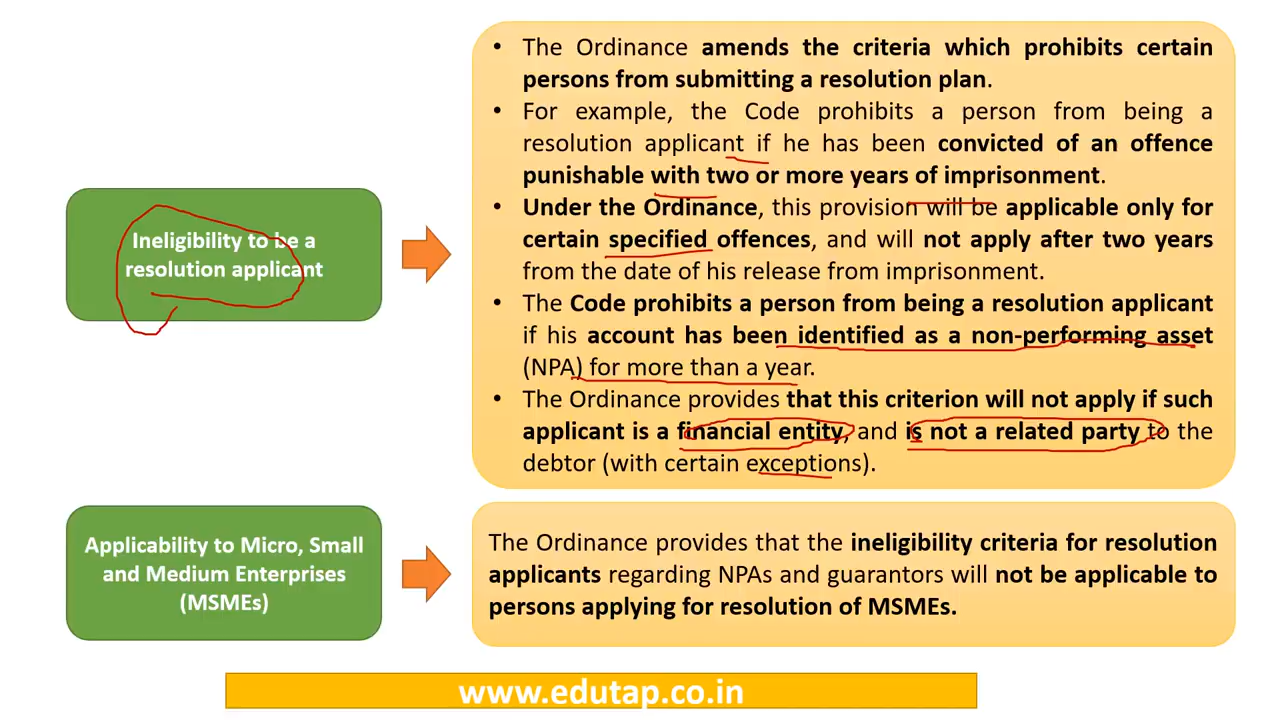 Ineligibility to be a
resolution applicant
• The Ordinance amends the criteria which prohibits certain
persons from submitting a resolution plan.
• For example, the Code prohibits a person from being a
resolution applicant if he has been convicted of an offence
punishable with two or more years of imprisonment.
• Under the Ordinance, this provision will be applicable only for
certain specified offences, and will not apply after two years
from the date of his release from imprisonment.
• The Code prohibits a person from being a resolution applicant
if his account has been identified as a non-performing asset
(NPA) for more than a year.
• The Ordinance provides that this criterion will not apply if such
applicant is a financial entity, and is not a related party to the
debtor (with certain exceptions).
Applicability to Micro, Small
and Medium Enterprises
(MSMEs)
The Ordinance provides that the ineligibility criteria for resolution
applicants regarding NPAs and guarantors will not be applicable to
persons applying for resolution of MSMEs.
www.edutap.co.in